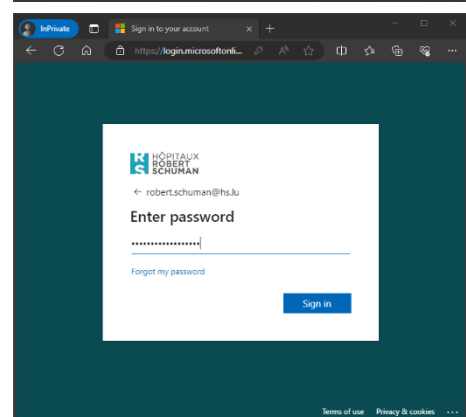 InPrivate
Sign in to your account
https://login.microsoftonli...
HÔPITAUX
ROBERT
SCHUMAN
← robert.schuman@hs.lu
Enter password
••••••••••••••••••
Forgot my password
Sign in
Terms of use Privacy & cookies ...